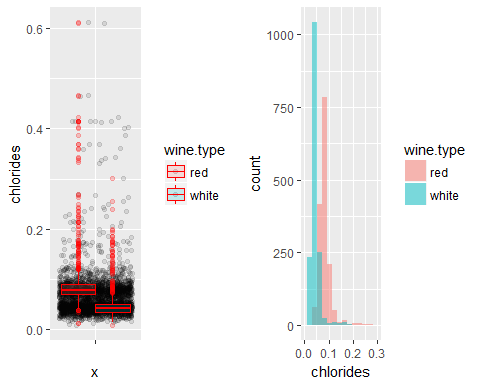 chlorides
0.6
0.4
0.2
0.0
x
wine.type
red
white
count
1000
750
500
250
0
0.0 0.1 0.2 0.3
chlorides
wine.type
red
white